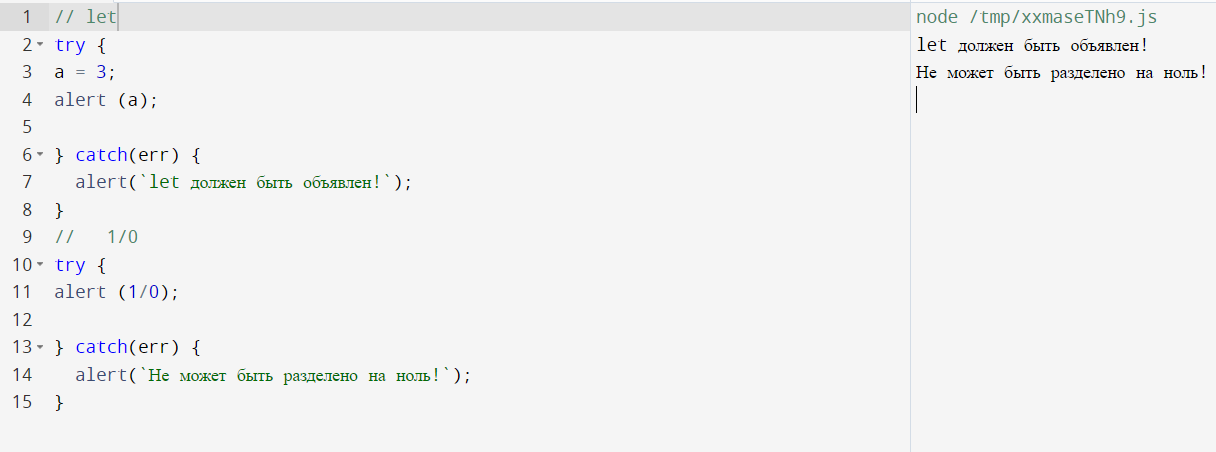 1 // let
2 try {
3 a = 3;
4 alert (a);
5
6 } catch(err) {
7 alert(`let должен быть объявлен!`);
8 }
9 // 1/0
10 try {
11 alert (1/0);
12
13 } catch(err) {
14 alert(`Не может быть разделено на ноль!`);
15 }
node /tmp/xxmaseTNh9.js
let должен быть объявлен!
Не может быть разделено на ноль!